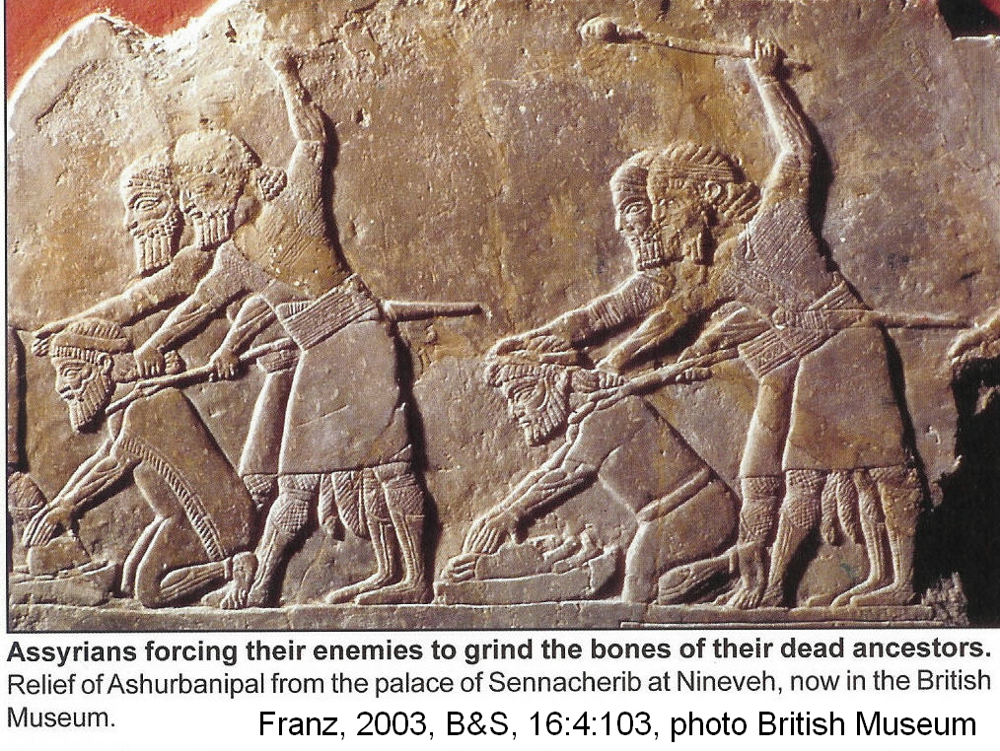 Assyrians forcing their enemies to grind the bones of their dead ancestors.
Relief of Ashurbanipal from the palace of Sennacherib at Nineveh, now in the British
Museum.
Franz, 2003, B&S, 16:4:103, photo British Museum